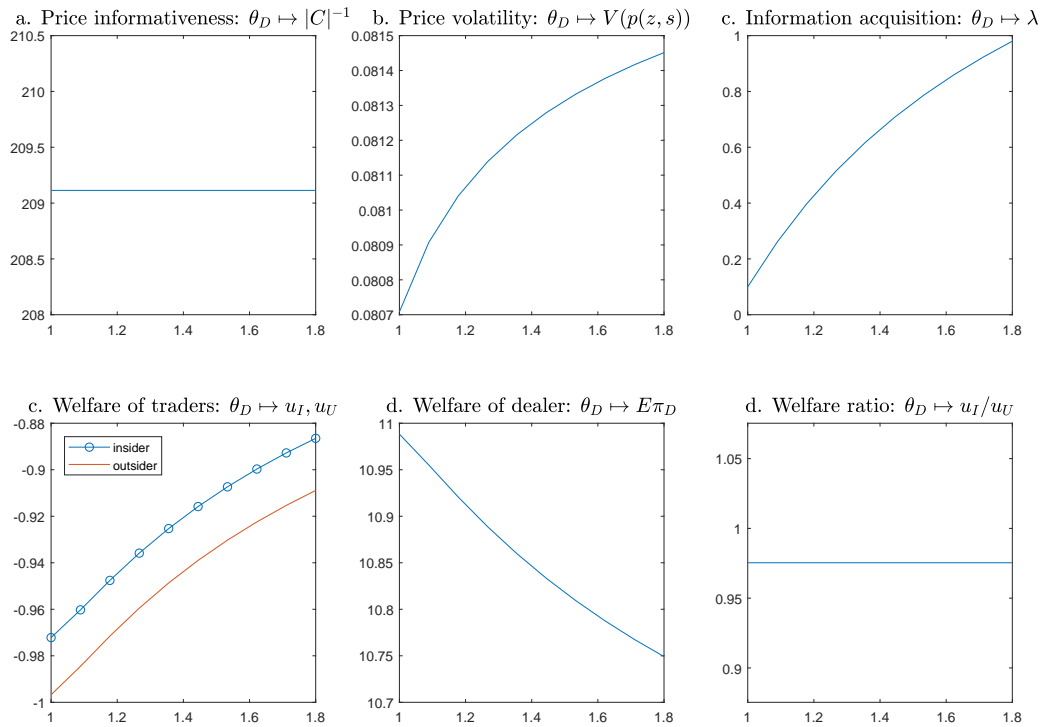 a. Price informativeness: θ_D ↦ |C|^{-1}
210.5
210
209.5
209
208.5
208
1 1.2 1.4 1.6 1.8
b. Price volatility: θ_D ↦ V(p(z, s))
0.0815
0.0814
0.0813
0.0812
0.0811
0.081
0.0809
0.0808
0.0807
1 1.2 1.4 1.6 1.8
c. Information acquisition: θ_D ↦ λ
1
0.8
0.6
0.4
0.2
0
1 1.2 1.4 1.6 1.8
c. Welfare of traders: θ_D ↦ u_I, u_U
-0.88
-0.9
-0.92
-0.94
-0.96
-0.98
-1
insider
outsider
1 1.2 1.4 1.6 1.8
d. Welfare of dealer: θ_D ↦ Eπ_D
11
10.95
10.9
10.85
10.8
10.75
10.7
1 1.2 1.4 1.6 1.8
d. Welfare ratio: θ_D ↦ u_I/u_U
1.05
1
0.95
0.9
1 1.2 1.4 1.6 1.8